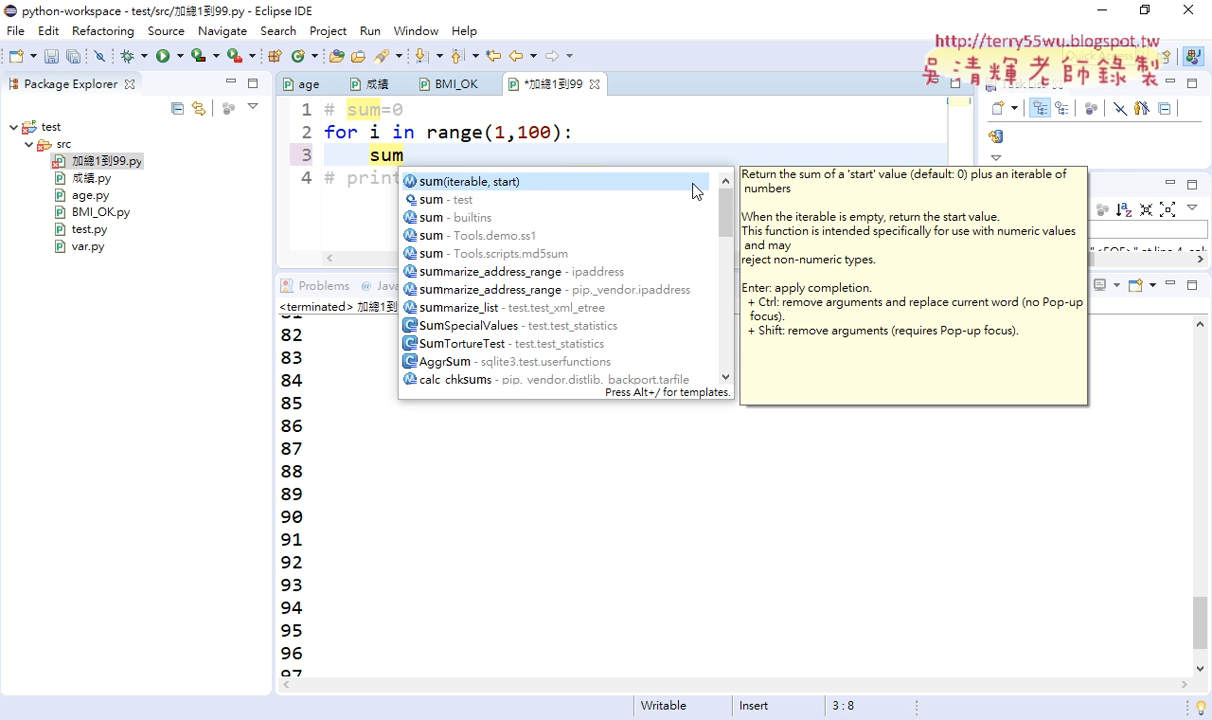 python-workspace - test/src/加總1到99.py - Eclipse IDE
File Edit Refactoring Source Navigate Search Project Run Window Help
http://terry55wu.blogspot.tw
吳清輝老師錄製
Package Explorer
age
成績
BMI_OK
*加總1到99
test
src
加總1到99.py
成績.py
age.py
BMI_OK.py
test.py
var.py
1 # sum=0
2 for i in range(1,100):
3 sum
4 # print
sum(iterable, start)
sum - test
sum - builtins
sum - Tools.demo.ss1
sum - Tools.scripts.md5sum
summarize_address_range - ipaddress
summarize_address_range - pip._vendor.ipaddress
summarize_list - test.test_xml_etree
SumSpecialValues - test.test_statistics
SumTortureTest - test.test_statistics
AggrSum - sqlite3.test.userfunctions
calc_chksums - pip._vendor.distlib._backport.tarfile
Press Alt+/ for templates.
Return the sum of a 'start' value (default: 0) plus an iterable of
numbers
When the iterable is empty, return the start value.
This function is intended specifically for use with numeric values
and may
reject non-numeric types.
Enter: apply completion.
+ Ctrl: remove arguments and replace current word (no Pop-up
focus).
+ Shift: remove arguments (requires Pop-up focus).
Problems @ Java
<terminated> 加總1到
82
83
84
85
86
87
88
89
90
91
92
93
94
95
96
97
Writable
Insert
3 : 8